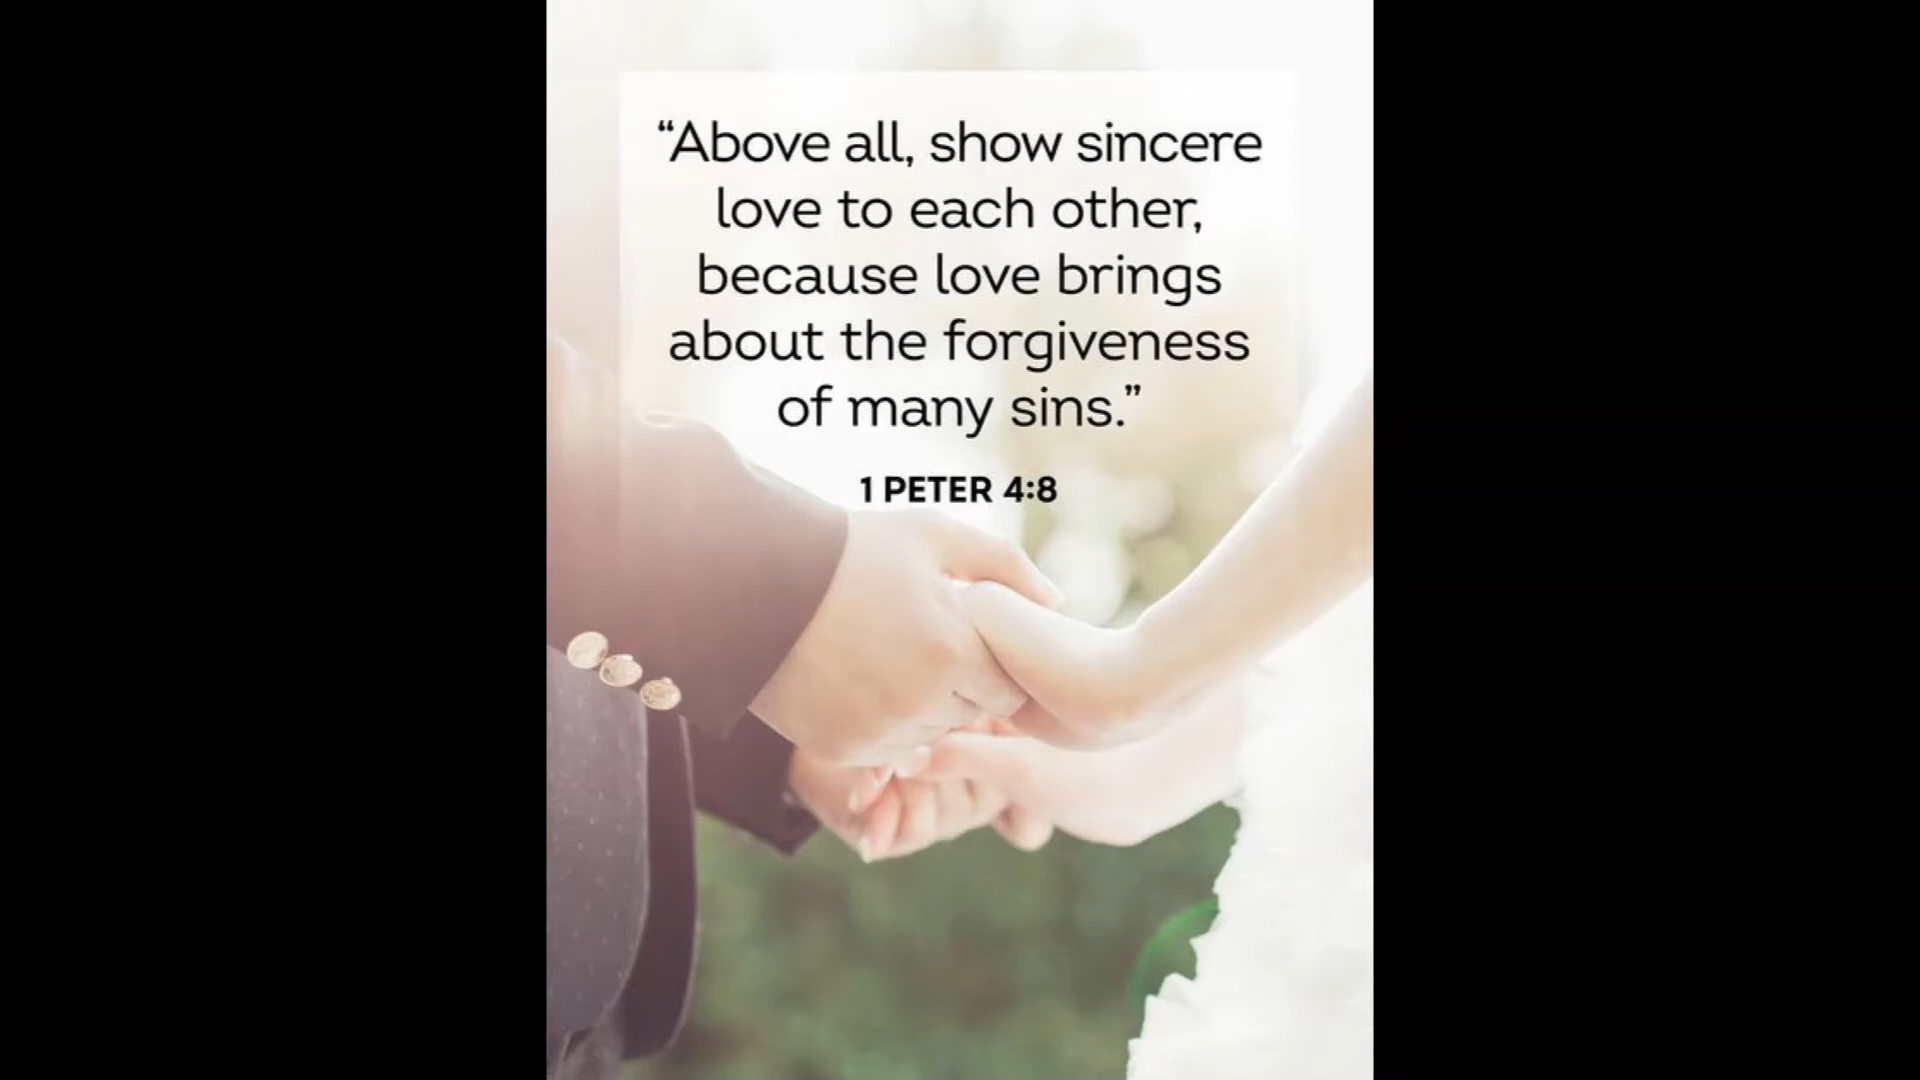 “Above all, show sincere
love to each other,
because love brings
about the forgiveness
of many sins.”
1 PETER 4:8